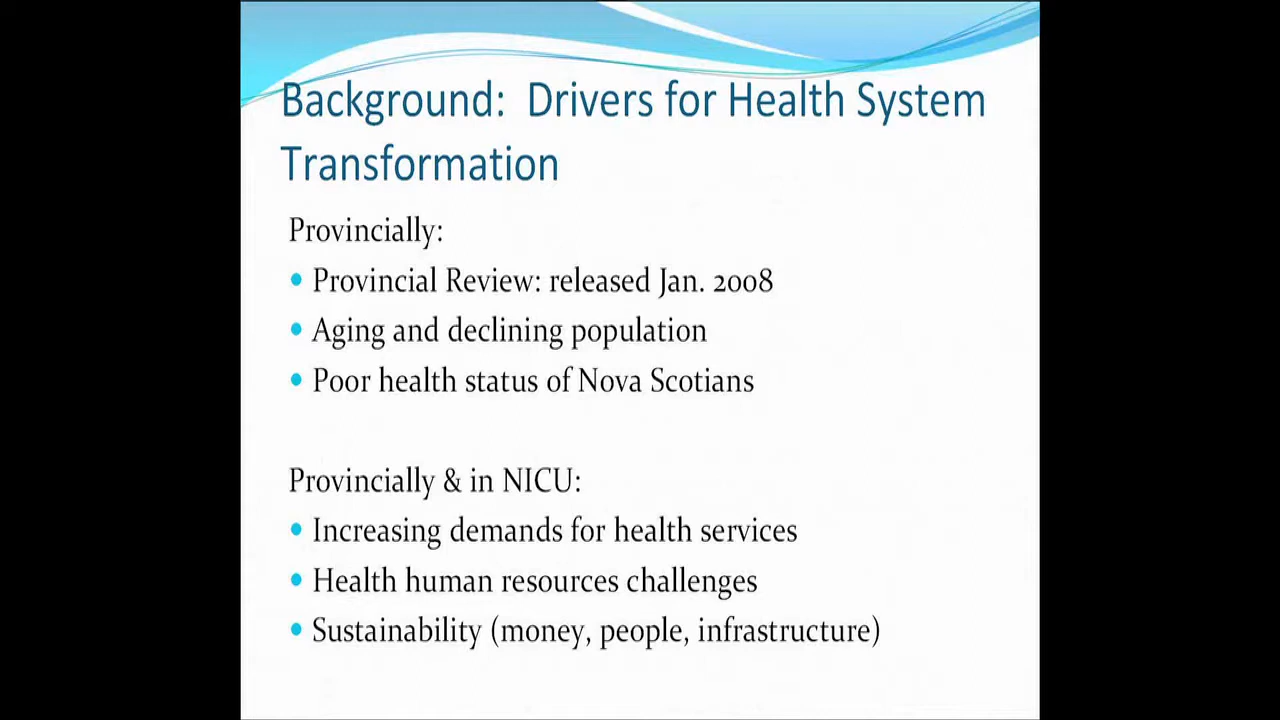 Background:  Drivers for Health System
Transformation
Provincially:
• Provincial Review: released Jan. 2008
• Aging and declining population
• Poor health status of Nova Scotians
Provincially & in NICU:
• Increasing demands for health services
• Health human resources challenges
• Sustainability (money, people, infrastructure)